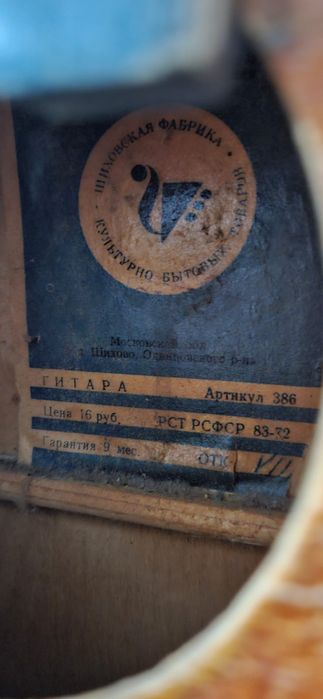 ШИХОВСКАЯ ФАБРИКА
КУЛЬТУРНО БЫТОВЫХ ТОВАРОВ
Московская обл
Шихово, Одинцовского р-на
ГИТАРА Артикул 386
Цена 16 руб. РСТ РСФСР 83-72
Гарантия 9 мес. ОТК